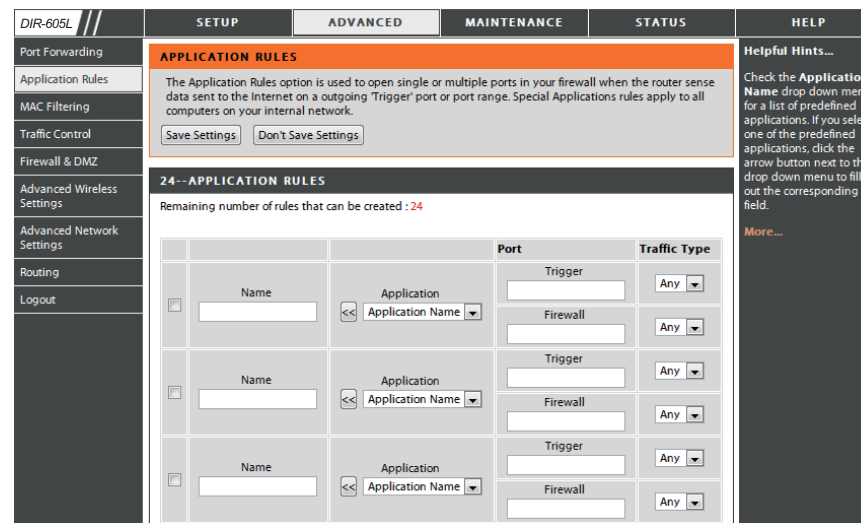 DIR-605L
SETUP
ADVANCED
MAINTENANCE
STATUS
HELP
Port Forwarding
Application Rules
MAC Filtering
Traffic Control
Firewall & DMZ
Advanced Wireless
Settings
Advanced Network
Settings
Routing
Logout
APPLICATION RULES
The Application Rules option is used to open single or multiple ports in your firewall when the router sense
data sent to the Internet on a outgoing 'Trigger' port or port range. Special Applications rules apply to all
computers on your internal network.
Save Settings
Don't Save Settings
24--APPLICATION RULES
Remaining number of rules that can be created : 24
Port
Traffic Type
Name
Application
<<
Application Name
Trigger
Any
Firewall
Any
Name
Application
<<
Application Name
Trigger
Any
Firewall
Any
Name
Application
<<
Application Name
Trigger
Any
Firewall
Any
Helpful Hints...
Check the
Name drop down
for a list of predefined
applications. If you
one of the predefined
applications, click the
arrow button next to
drop down menu to fill
out the corresponding
field.
More...